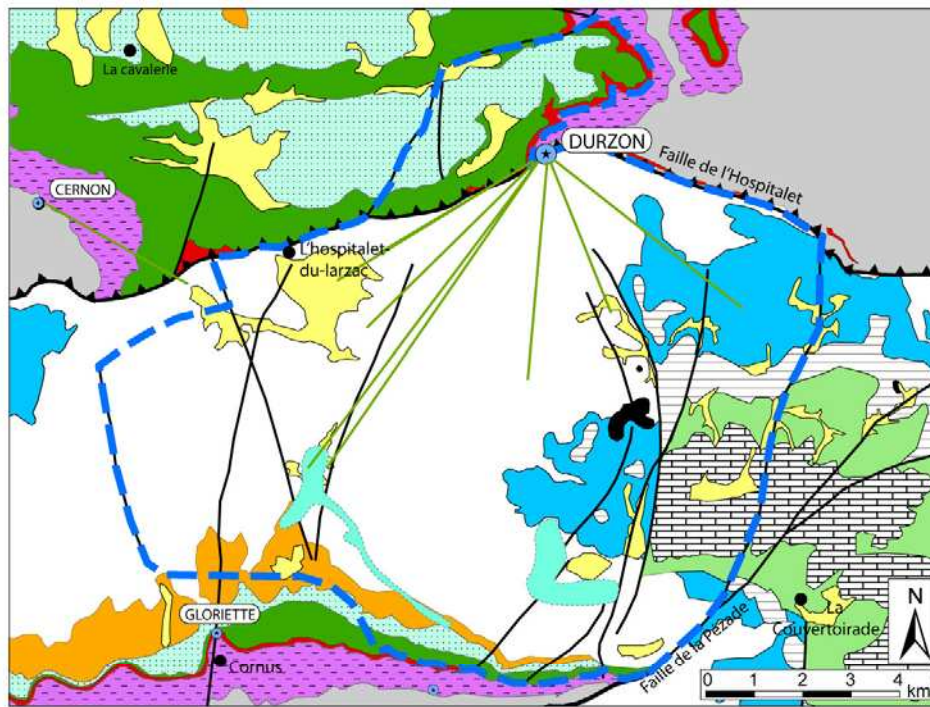 La cavalerie
DURZON
Faille de l'Hospitalet
CERNON
L'hospitalet-
du-larzac
GLORIETTE
Cornus
La
Couvertoirade
Faille de la Pezade
N
0 1 2 3 4
km